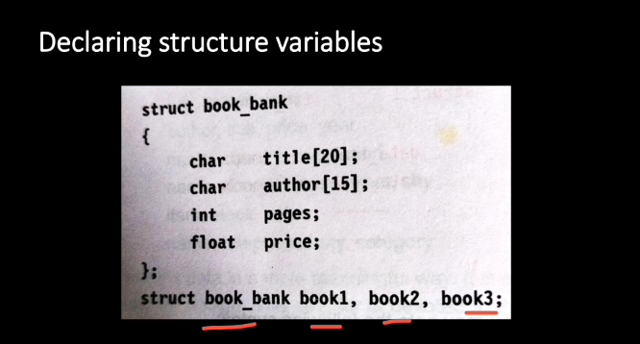 Declaring structure variables
struct book_bank
{
char title[20];
char author[15];
int pages;
float price;
};
struct book_bank book1, book2, book3;